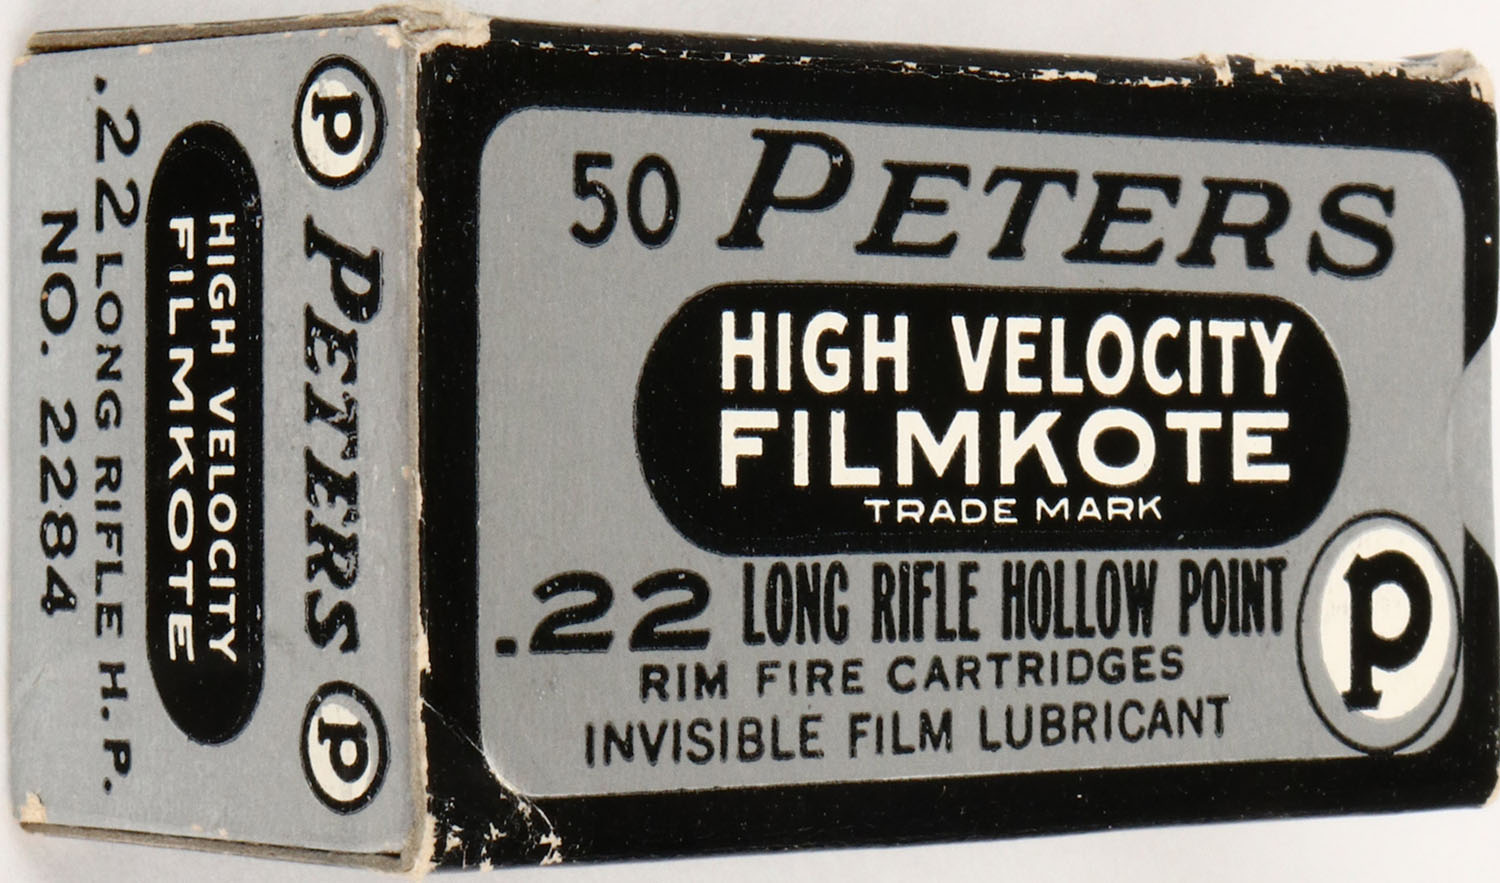 50 PETERS
HIGH VELOCITY
FILMKOTE
TRADE MARK
.22 LONG RIFLE HOLLOW POINT
RIM FIRE CARTRIDGES
INVISIBLE FILM LUBRICANT
P
P PETERS P
HIGH VELOCITY
FILMKOTE
.22 LONG RIFLE H. P.
NO. 2284